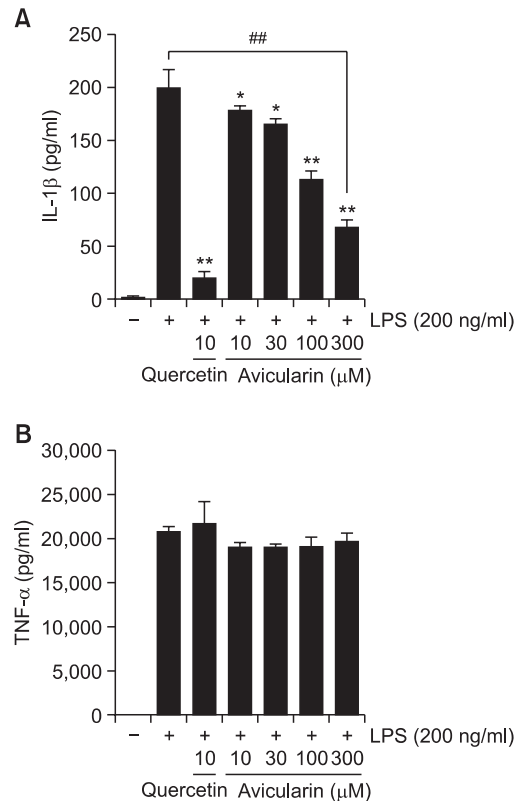 A
##
250
200
150
100
50
0
IL-1β (pg/ml)
* *
** ** **
– + + + + + + LPS (200 ng/ml)
10 10 30 100 300
Quercetin Avicularin (μM)
B
30,000
25,000
20,000
15,000
10,000
5,000
0
TNF-α (pg/ml)
– + + + + + + LPS (200 ng/ml)
10 10 30 100 300
Quercetin Avicularin (μM)